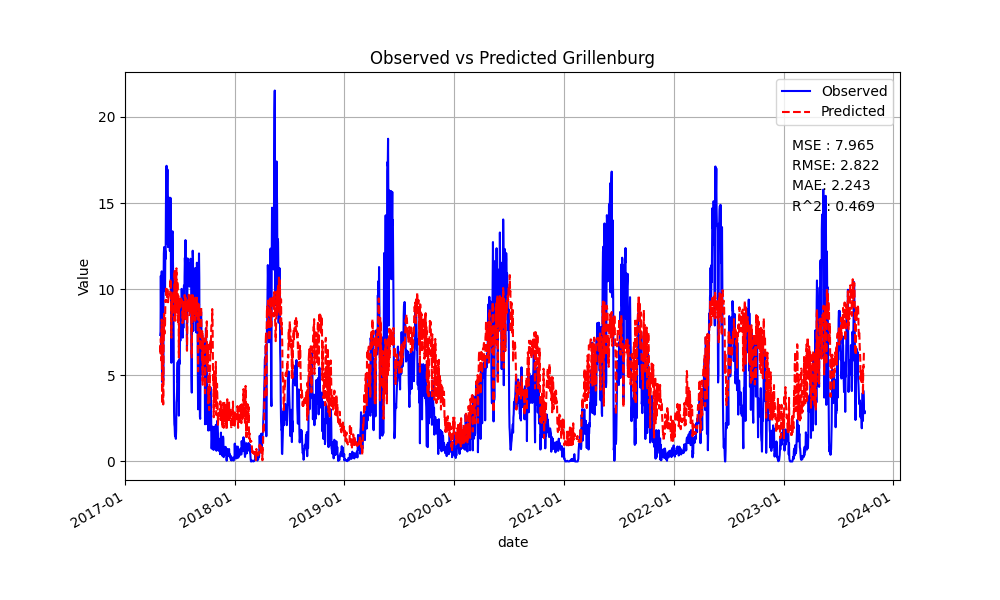 Observed vs Predicted Grillenburg
Observed
Predicted
MSE : 7.965
RMSE: 2.822
MAE: 2.243
R^2 : 0.469
Value
20
15
10
5
0
2017-01
2018-01
2019-01
2020-01
2021-01
2022-01
2023-01
2024-01
date